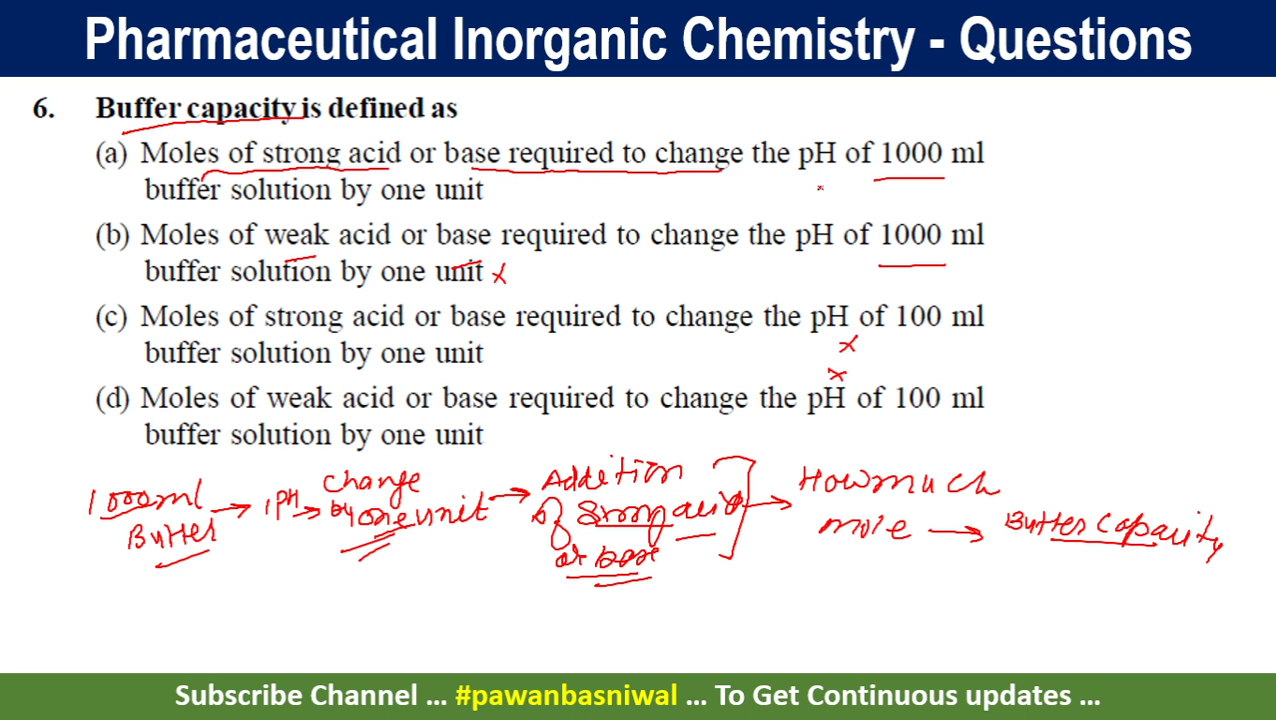 Pharmaceutical Inorganic Chemistry - Questions
6. Buffer capacity is defined as
(a) Moles of strong acid or base required to change the pH of 1000 ml
buffer solution by one unit
(b) Moles of weak acid or base required to change the pH of 1000 ml
buffer solution by one unit x
(c) Moles of strong acid or base required to change the pH of 100 ml
buffer solution by one unit x
x
(d) Moles of weak acid or base required to change the pH of 100 ml
buffer solution by one unit
1000ml Buffer → 1 PH → change by one unit → Addition of strong acid or base ] → How much mole → Buffer capacity
Subscribe Channel ... #pawanbasniwal ... To Get Continuous updates ...